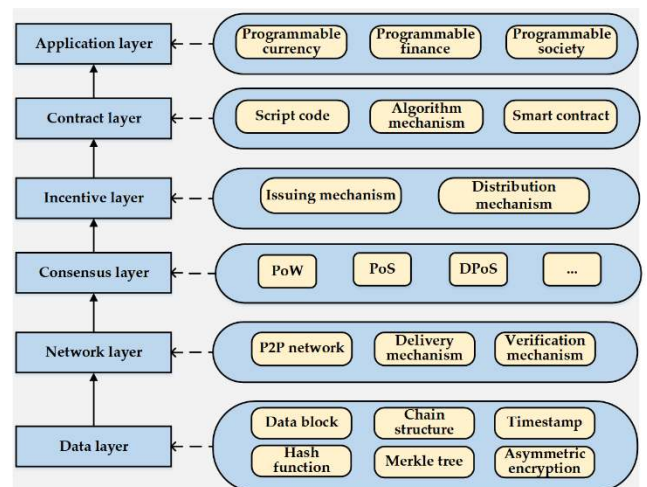 Application layer
Programmable
currency
Programmable
finance
Programmable
society
Contract layer
Script code
Algorithm
mechanism
Smart contract
Incentive layer
Issuing mechanism
Distribution
mechanism
Consensus layer
PoW
PoS
DPoS
...
Network layer
P2P network
Delivery
mechanism
Verification
mechanism
Data layer
Data block
Chain
structure
Timestamp
Hash
function
Merkle tree
Asymmetric
encryption